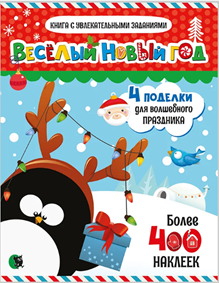 КНИГА С УВЛЕКАТЕЛЬНЫМИ ЗАДАНИЯМИ
ВЕСЁЛЫЙ НОВЫЙ ГОД
4 ПОДЕЛКИ
ДЛЯ ВОЛШЕБНОГО
ПРАЗДНИКА
БОЛЕЕ
400
НАКЛЕЕК